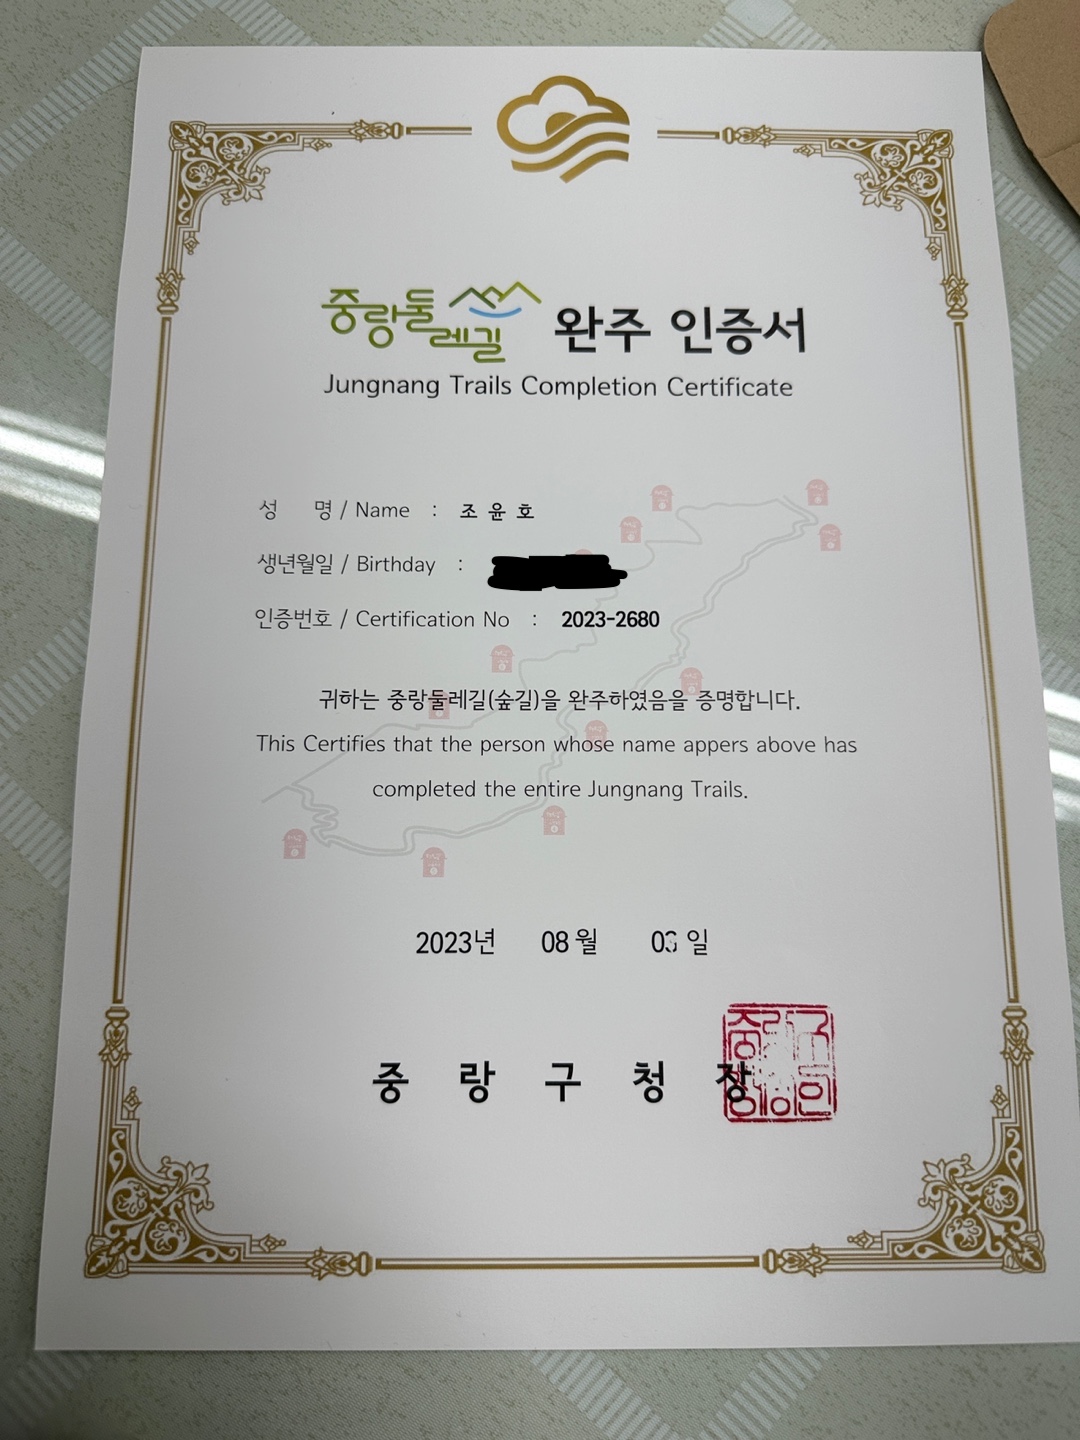 중랑둘레길 완주 인증서
Jungnang Trails Completion Certificate
성 명 / Name : 조 윤 호
생년월일 / Birthday :
인증번호 / Certification No : 2023-2680
귀하는 중랑둘레길(숲길)을 완주하였음을 증명합니다.
This Certifies that the person whose name appers above has
completed the entire Jungnang Trails.
2023년 08 월 03 일
중 랑 구 청 장